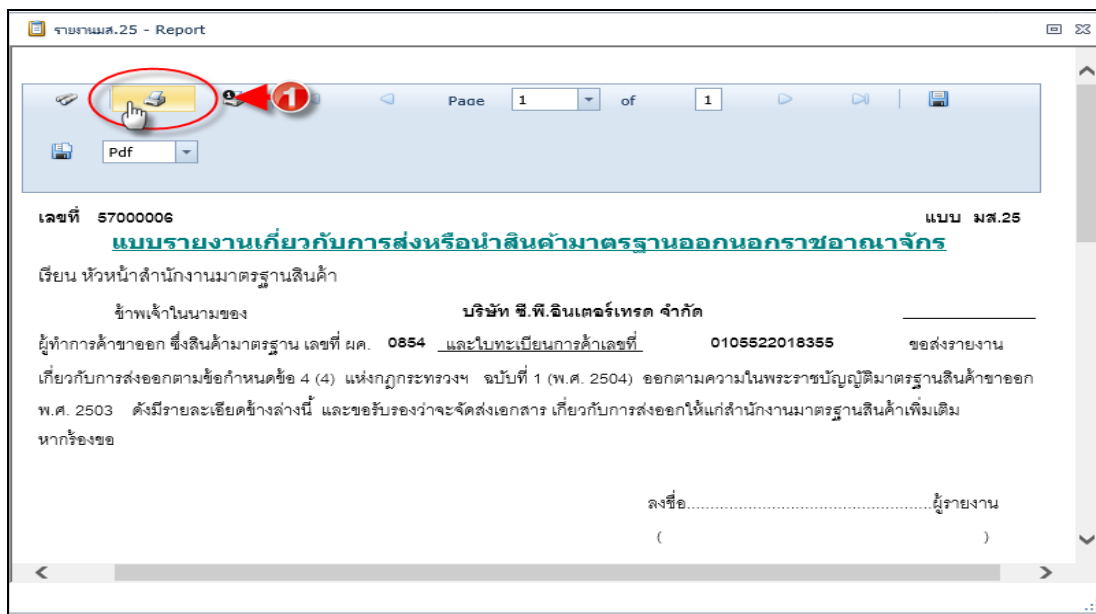 รายงานมส.25 - Report
1
Page 1 of 1
Pdf
เลขที่ 57000006 แบบ มส.25
แบบรายงานเกี่ยวกับการส่งหรือนำสินค้ามาตรฐานออกนอกราชอาณาจักร
เรียน หัวหน้าสำนักงานมาตรฐานสินค้า
ข้าพเจ้าในนามของ บริษัท ซี.พี.อินเตอร์เทรด จำกัด
ผู้ทำการค้าขาออก ซึ่งสินค้ามาตรฐาน เลขที่ ผค. 0854 และใบทะเบียนการค้าเลขที่ 0105522018355 ขอส่งรายงาน
เกี่ยวกับการส่งออกตามข้อกำหนดข้อ 4 (4) แห่งกฎกระทรวงฯ ฉบับที่ 1 (พ.ศ. 2504) ออกตามความในพระราชบัญญัติมาตรฐานสินค้าขาออก
พ.ศ. 2503 ดังมีรายละเอียดข้างล่างนี้ และขอรับรองว่าจะจัดส่งเอกสาร เกี่ยวกับการส่งออกให้แก่สำนักงานมาตรฐานสินค้าเพิ่มเติม
หากร้องขอ
ลงชื่อ.....................................................ผู้รายงาน
( )